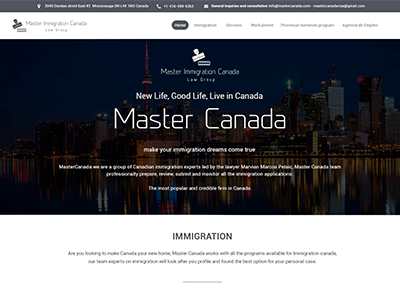 2045 Dundas street East #2 Mississauga ON L4X 1M2 Canada
+1 416-488-6363
General inquires and consultation info@mastercanada.com - mastercanadavisa@gmail.com
Master Immigration Canada
Law Group
Home
Immigration
Services
Work permit
Provincial nominee program
Agencia de Empleo
Master Immigration Canada
Law Group
New Life, Good Life, Live in Canada
Master Canada
make your immigration dreams come true
MasterCanada we are a group of Canadian immigration experts led by the lawyer Marvian Marcos Pelaic, Master Canada team
professionally prepare, review, submit and monitor all the immigration applications.
The most popular and credible firm in Canada.
IMMIGRATION
Are you looking to make Canada your new home, Master Canada works with all the programs available for Immigration canada,
our team experts on immigration will look after you profile and found the best option for your personal case.